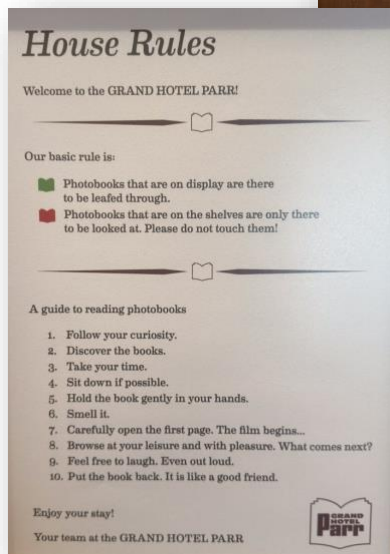 House Rules
Welcome to the GRAND HOTEL PARR!
Our basic rule is:
Photobooks that are on display are there
to be leafed through.
Photobooks that are on the shelves are only there
to be looked at. Please do not touch them!
A guide to reading photobooks
1. Follow your curiosity.
2. Discover the books.
3. Take your time.
4. Sit down if possible.
5. Hold the book gently in your hands.
6. Smell it.
7. Carefully open the first page. The film begins...
8. Browse at your leisure and with pleasure. What comes next?
9. Feel free to laugh. Even out loud.
10. Put the book back. It is like a good friend.
Enjoy your stay!
Your team at the GRAND HOTEL PARR
GRAND
HOTEL
Parr